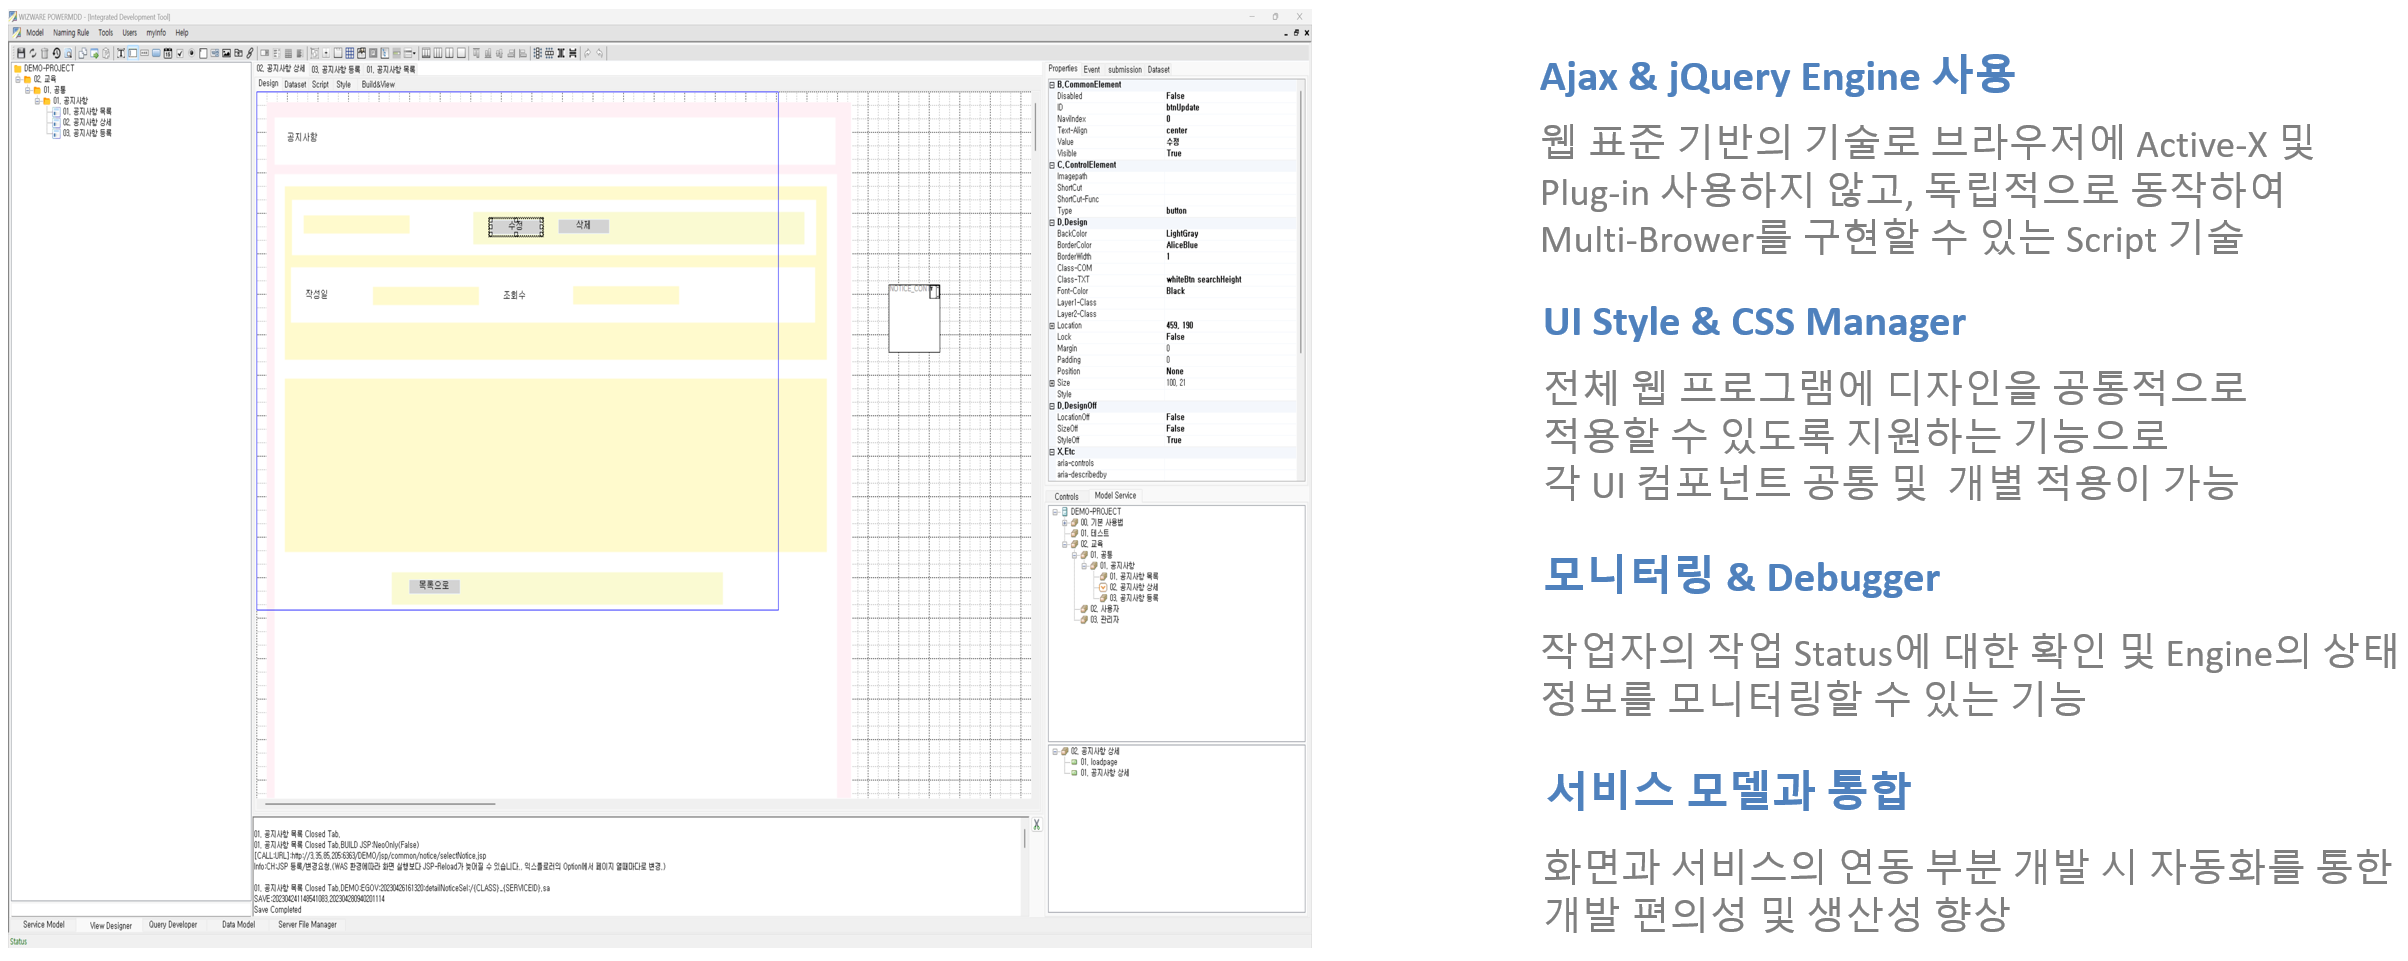 WIZWARE POWERMDD - [Integrated Development Tool]
Model Naming Rule Tools Users myInfo Help
DEMO-PROJECT
02. 교육
01. 공통
01. 공지사항
01. 공지사항 목록
02. 공지사항 상세
03. 공지사항 등록
02. 공지사항 상세 03. 공지사항 등록 01. 공지사항 목록
Design Dataset Script Style Build&View
공지사항
수정 삭제
작성일 조회수
목록으로
NOTICE_CONT
01. 공지사항 목록 Closed Tab.
01. 공지사항 목록 Closed Tab.BUILD JSP:NeoOnly(False)
[CALL:URL]:http://3.35.85.205:6363/DEMO/jsp/common/notice/selectNotice.jsp
Into:CH:JSP 등록/변경요청.(WAS 환경에따라 화면 실행보다 JSP-Reload가 늦어질 수 있습니다.. 익스플로러의 Option에서 페이지 열때마다로 변경.)
01. 공지사항 목록 Closed Tab.DEMO:EGOV:20230426161320:detailNoticeSel:/{CLASS}_{SERVICEID}.sa
SAVE:202304241148541083.202304280940201114
Save Completed
Service Model View Designer Query Developer Data Model Server File Manager
Status
Properties Event submission Dataset
B.CommonElement
Disabled False
ID btnUpdate
NaviIndex 0
Text-Align center
Value 수정
Visible True
C.ControlElement
Imagepath
ShortCut
ShortCut-Func
Type button
D.Design
BackColor LightGray
BorderColor AliceBlue
BorderWidth 1
Class-COM
Class-TXT whiteBtn searchHeight
Font-Color Black
Layer1-Class
Layer2-Class
Location 459, 190
Lock False
Margin 0
Padding 0
Position None
Size 100, 21
Style
D.DesignOff
LocationOff False
SizeOff False
StyleOff True
X.Etc
aria-controls
aria-describedby
Controls Model Service
DEMO-PROJECT
00. 기본 사용법
01. 테스트
02. 교육
01. 공통
01. 공지사항
01. 공지사항 목록
02. 공지사항 상세
03. 공지사항 등록
02. 사용자
03. 관리자
02. 공지사항 상세
01. loadpage
01. 공지사항 상세
Ajax & jQuery Engine 사용
웹 표준 기반의 기술로 브라우저에 Active-X 및
Plug-in 사용하지 않고, 독립적으로 동작하여
Multi-Brower를 구현할 수 있는 Script 기술
UI Style & CSS Manager
전체 웹 프로그램에 디자인을 공통적으로
적용할 수 있도록 지원하는 기능으로
각 UI 컴포넌트 공통 및 개별 적용이 가능
모니터링 & Debugger
작업자의 작업 Status에 대한 확인 및 Engine의 상태
정보를 모니터링할 수 있는 기능
서비스 모델과 통합
화면과 서비스의 연동 부분 개발 시 자동화를 통한
개발 편의성 및 생산성 향상